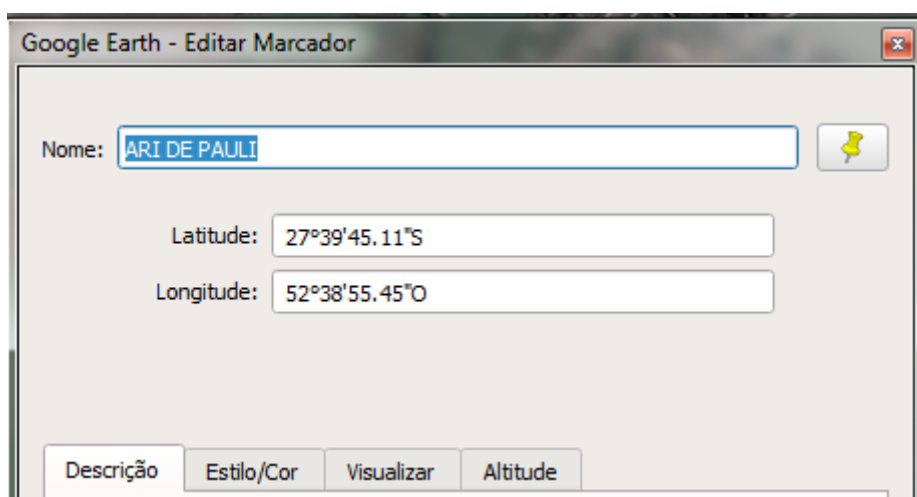 Google Earth - Editar Marcador
Nome: ARI DE PAULI
Latitude: 27°39'45.11"S
Longitude: 52°38'55.45"O
Descrição Estilo/Cor Visualizar Altitude